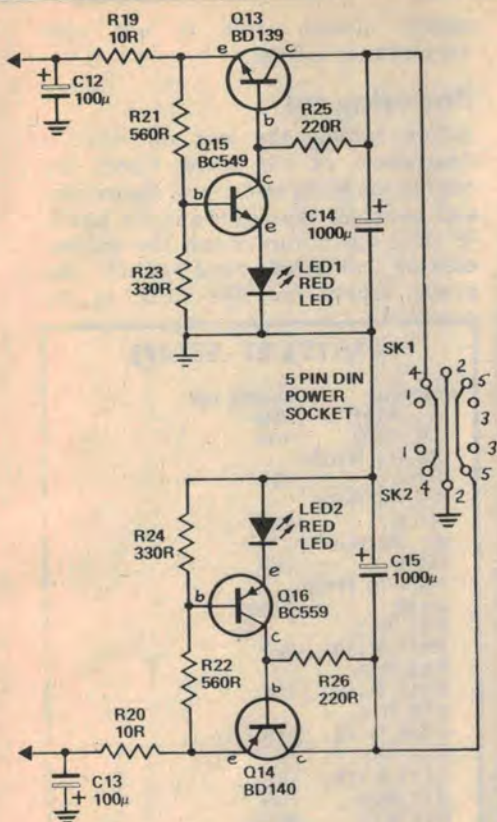 R19
10R
Q13
BD139
e
c
+
C12
100µ
b
R21
560R
R25
220R
Q15
BC549
c
b
e
C14
1000µ
+
R23
330R
LED1
RED
LED
SK1
5 PIN DIN
POWER
SOCKET
4
2
5
1
3
1
3
4
2
5
SK2
R24
330R
LED2
RED
LED
+
C15
1000µ
e
b
Q16
BC559
c
R22
560R
R26
220R
b
R20
10R
e
c
Q14
BD140
C13
100µ
+